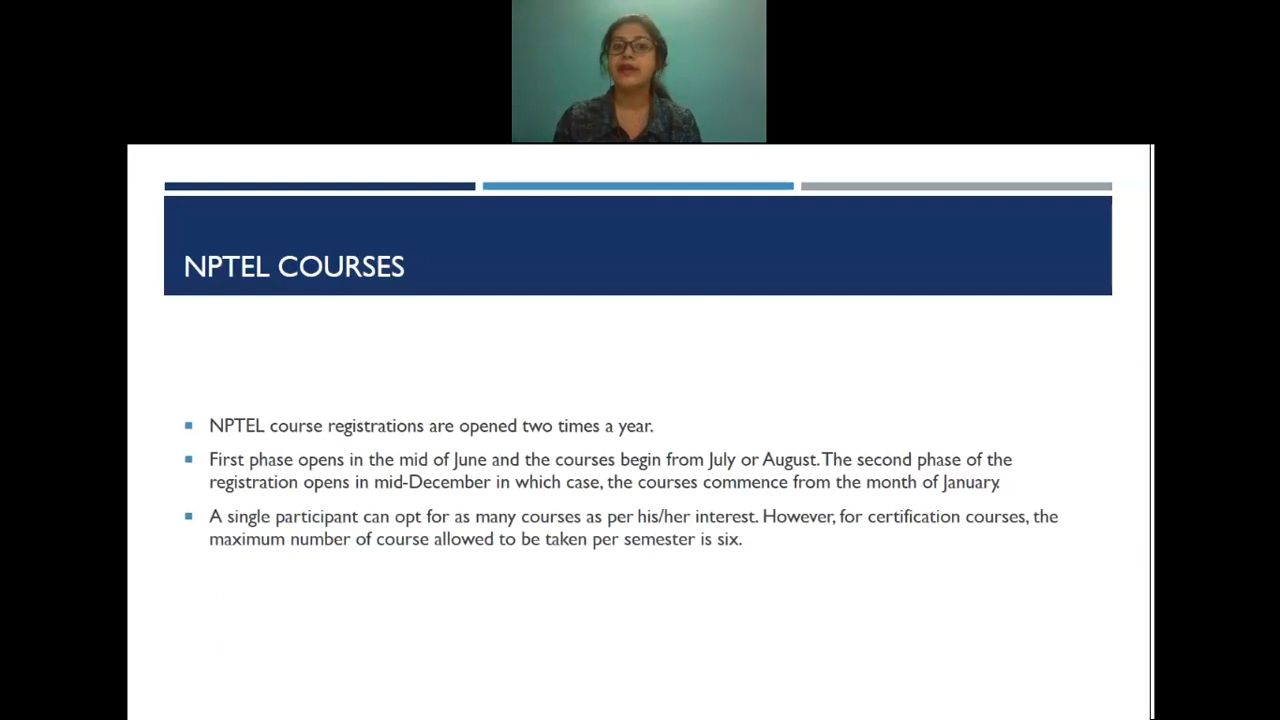 NPTEL COURSES
NPTEL course registrations are opened two times a year.
First phase opens in the mid of June and the courses begin from July or August. The second phase of the
registration opens in mid-December in which case, the courses commence from the month of January.
A single participant can opt for as many courses as per his/her interest. However, for certification courses, the
maximum number of course allowed to be taken per semester is six.